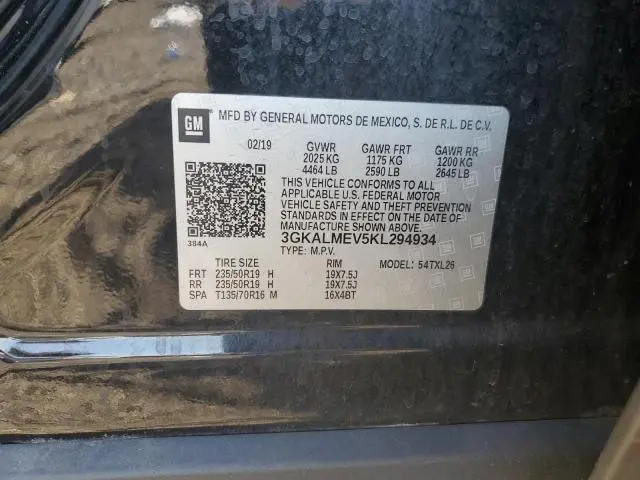 GM
MFD BY GENERAL MOTORS DE MEXICO, S. DE R.L. DE C.V.
02/19 GVWR GAWR FRT GAWR RR
2025 KG 1175 KG 1200 KG
4464 LB 2590 LB 2645 LB
THIS VEHICLE CONFORMS TO ALL
APPLICABLE U.S. FEDERAL MOTOR
VEHICLE SAFETY AND THEFT PREVENTION
STANDARDS IN EFFECT ON THE DATE OF
MANUFACTURE SHOWN ABOVE.
384A 3GKALMEV5KL294934
TYPE: M.P.V. MODEL: 54TXL26
TIRE SIZE RIM
FRT 235/50R19 H 19X7.5J
RR 235/50R19 H 19X7.5J
SPA T135/70R16 M 16X4BT